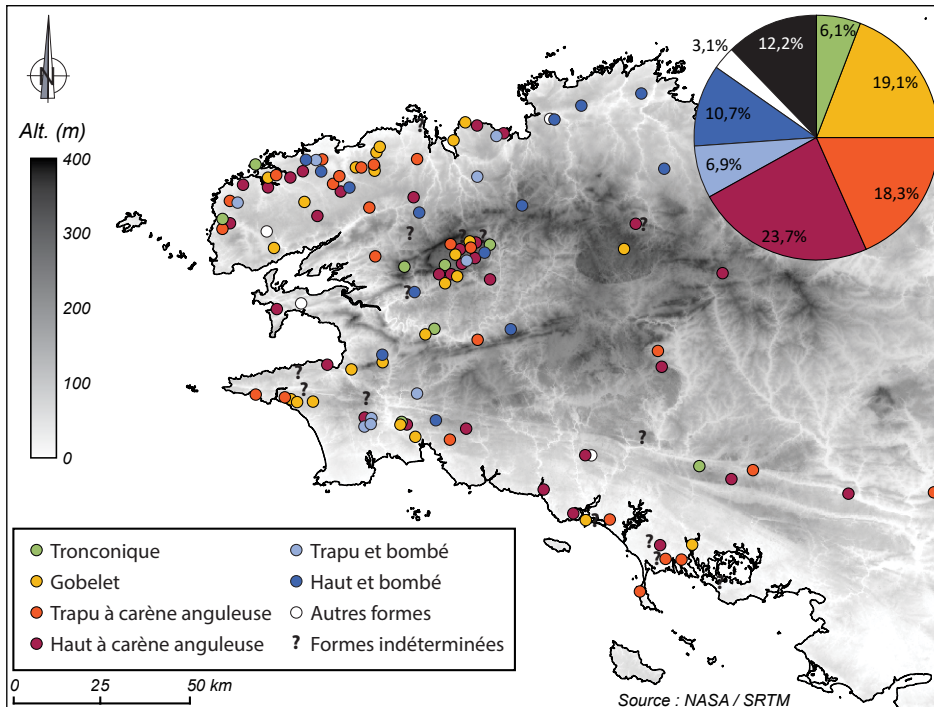 N
Alt. (m)
400
300
200
100
0
6,1%
19,1%
18,3%
23,7%
6,9%
10,7%
3,1%
12,2%
?
?
?
?
?
?
?
?
?
?
?
?
?
Tronconique
Gobelet
Trapu à carène anguleuse
Haut à carène anguleuse
Trapu et bombé
Haut et bombé
Autres formes
? Formes indéterminées
0 25 50 km
Source : NASA / SRTM